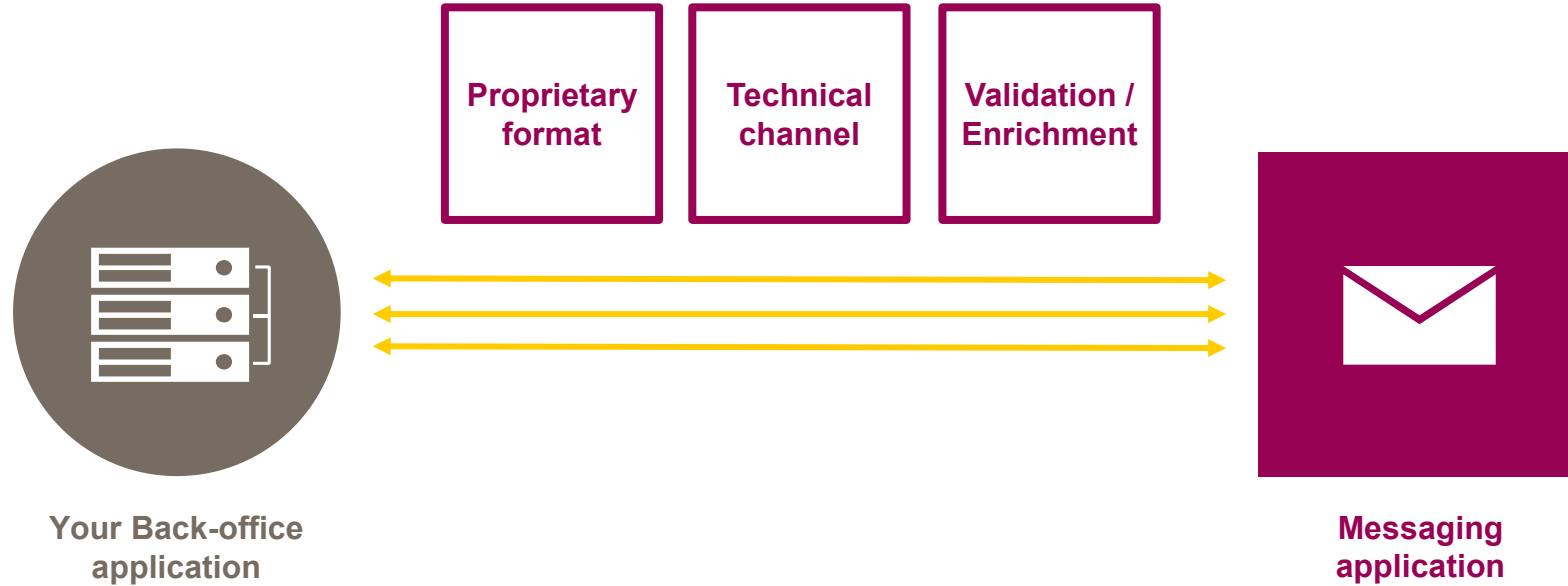 Proprietary
format
Technical
channel
Validation /
Enrichment
Your Back-office
application
Messaging
application